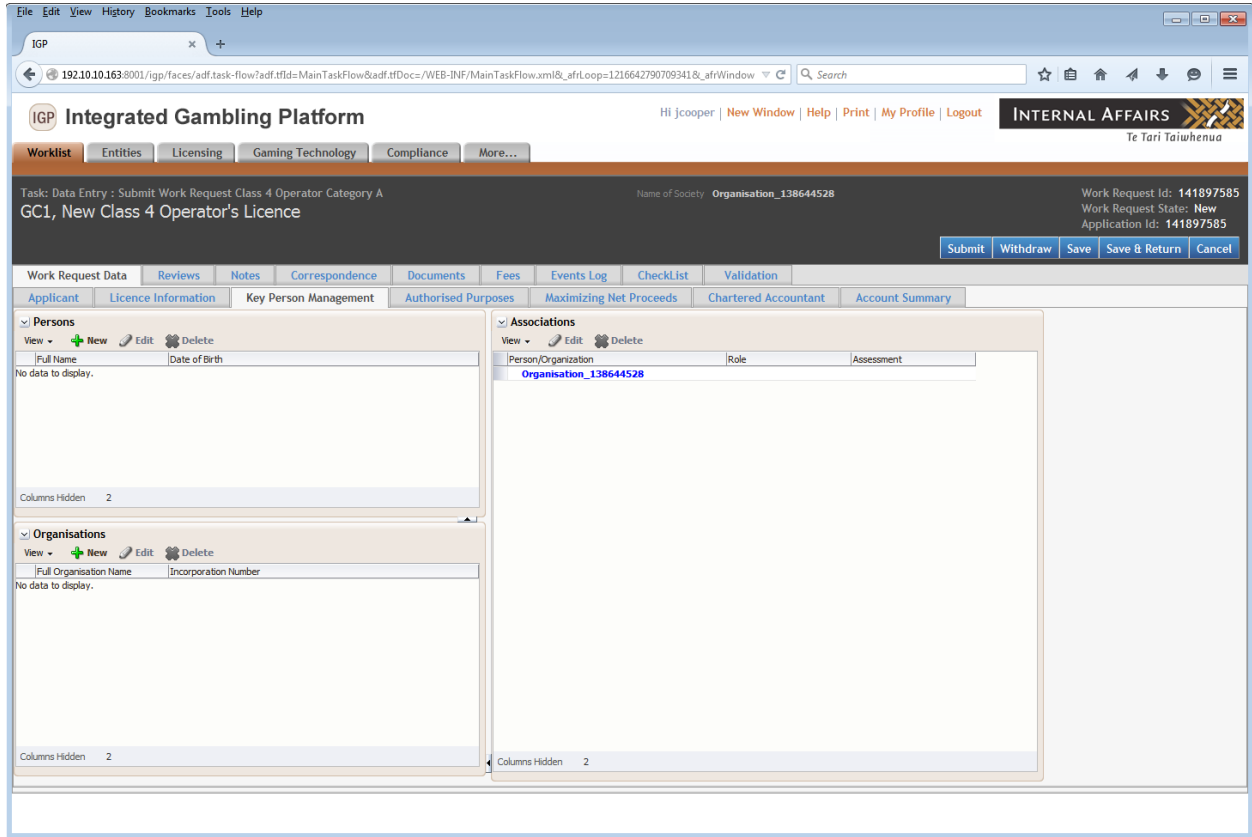 File Edit View History Bookmarks Tools Help
IGP × +
192.10.10.163:8001/igp/faces/adf.task-flow?adf.tfId=MainTaskFlow&adf.tfDoc=/WEB-INF/MainTaskFlow.xml&_afrLoop=1216642790709341&_afrWindow Search
IGP Integrated Gambling Platform
Hi jcooper | New Window | Help | Print | My Profile | Logout
INTERNAL AFFAIRS
Te Tari Taiwhenua
Worklist Entities Licensing Gaming Technology Compliance More...
Task: Data Entry : Submit Work Request Class 4 Operator Category A
GC1, New Class 4 Operator's Licence
Name of Society Organisation_138644528
Work Request Id: 141897585
Work Request State: New
Application Id: 141897585
Submit Withdraw Save Save & Return Cancel
Work Request Data Reviews Notes Correspondence Documents Fees Events Log CheckList Validation
Applicant Licence Information Key Person Management Authorised Purposes Maximizing Net Proceeds Chartered Accountant Account Summary
Persons
View New Edit Delete
Full Name Date of Birth
No data to display.
Columns Hidden 2
Organisations
View New Edit Delete
Full Organisation Name Incorporation Number
No data to display.
Columns Hidden 2
Associations
View Edit Delete
Person/Organization Role Assessment
Organisation_138644528
Columns Hidden 2